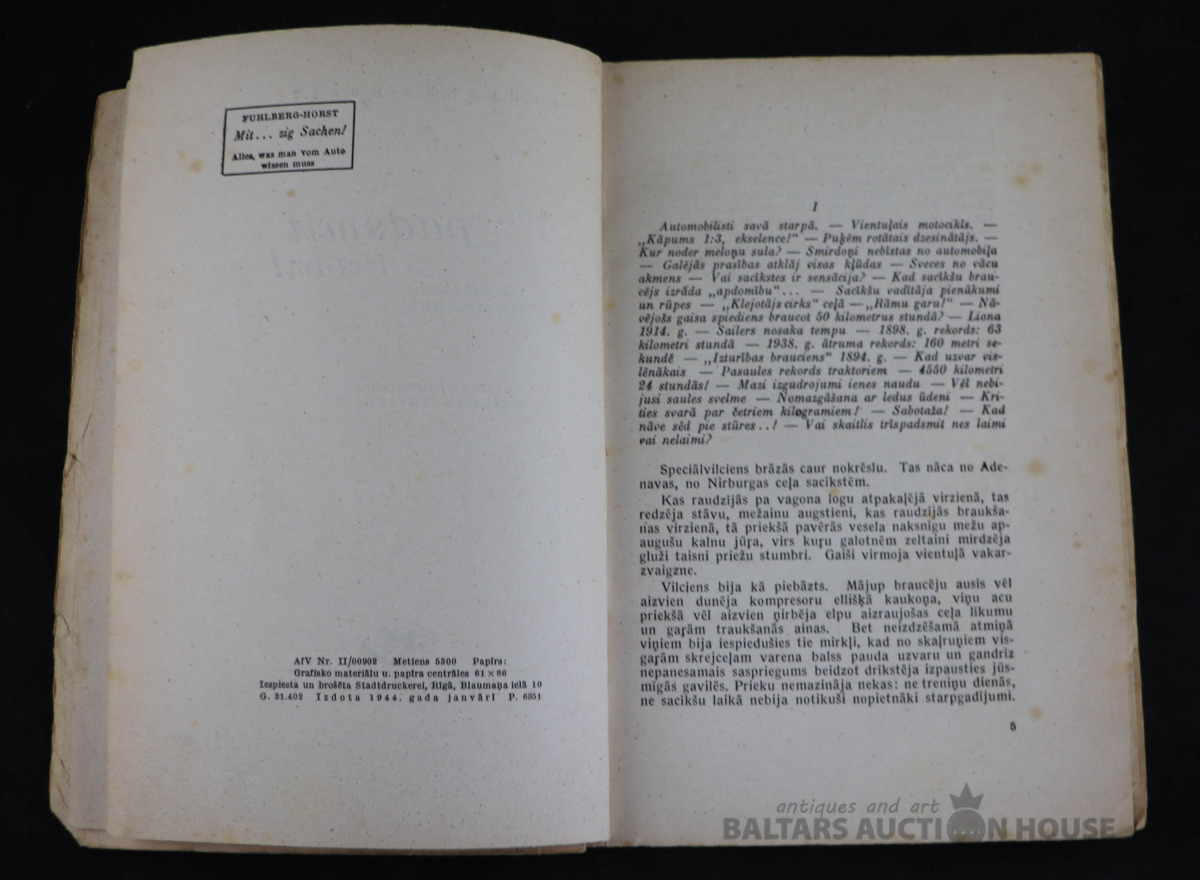 FUHLBERG-HORST
Mit... zig Sachen!
Alles, was man vom Auto
wissen muss
AfV Nr. II/00902 Metiens 5300 Papīrs:
Grafisko materiālu u. papīra centrāles 61 × 86
Iespiesta un brošēta Stadtdruckerei, Rīgā, Blaumaņa ielā 10
G. 31.402 Izdota 1944. gada janvārī P. 6351
I
Automobilisti savā starpā. — Vientuļais motocikls. —
„Kāpums 1:3, ekselence!" — Puķēm rotātais dzesinātājs. —
Kur noder meloņu sula? — Smirdoņi nebīstas no automobiļa
— Galējās prasības atklāj visas kļūdas — Sveces no vācu
akmens — Vai sacīkstes ir sensācija? — Kad sacīkšu brau-
cējs izrāda „apdomību"... — Sacīkšu vadītāja pienākumi
un rūpes — „Klejotājs cirks" ceļā — „Rāmu garu!" — Nā-
vējošs gaisa spiediens braucot 50 kilometrus stundā? — Liona
1914. g. — Sailers nosaka tempu — 1898. g. rekords: 63
kilometri stundā — 1938. g. ātruma rekords: 160 metri se-
kundē — „Izturības brauciens" 1894. g. — Kad uzvar vis-
lēnākais — Pasaules rekords traktoriem — 4550 kilometri
24 stundās! — Mazi izgudrojumi ienes naudu — Vēl nebi-
jusi saules svelme — Nomazgāšana ar ledus ūdeni — Kri-
ties svarā par četriem kilogramiem! — Sabotaža! — Kad
nāve sēd pie stūres..! — Vai skaitlis trīspadsmit nes laimi
vai nelaimi?
Speciālvilciens brāzās caur nokrēslu. Tas nāca no Ade-
navas, no Nirburgas ceļa sacīkstēm.
Kas raudzījās pa vagona logu atpakaļējā virzienā, tas
redzēja stāvu, mežainu augstieni, kas raudzījās braukša-
nas virzienā, tā priekšā pavērās vesela naksnīgu mežu ap-
augušu kalnu jūra, virs kuŗu galotnēm zeltaini mirdzēja
gluži taisni priežu stumbri. Gaiši virmoja vientuļā vakar-
zvaigzne.
Vilciens bija kā piebāzts. Mājup braucēju ausīs vēl
aizvien dunēja kompresoru ellišķā kaukoņa, viņu acu
priekšā vēl aizvien ņirbēja elpu aizraujošas ceļa līkumu
un gaŗām traukšanās ainas. Bet neizdzēšamā atmiņā
viņiem bija iespiedušies tie mirkļi, kad no skaļruņiem vis-
gaŗām skrejceļam varena balss pauda uzvaru un gandrīz
nepanesamais saspriegums beidzot drīkstēja izpausties jūs-
mīgās gavilēs. Prieku nemazināja nekas: ne treniņu dienās,
ne sacīkšu laikā nebija notikuši nopietnāki starpgadījumi.
5
antiques and art
BALTARS AUCTION HOUSE